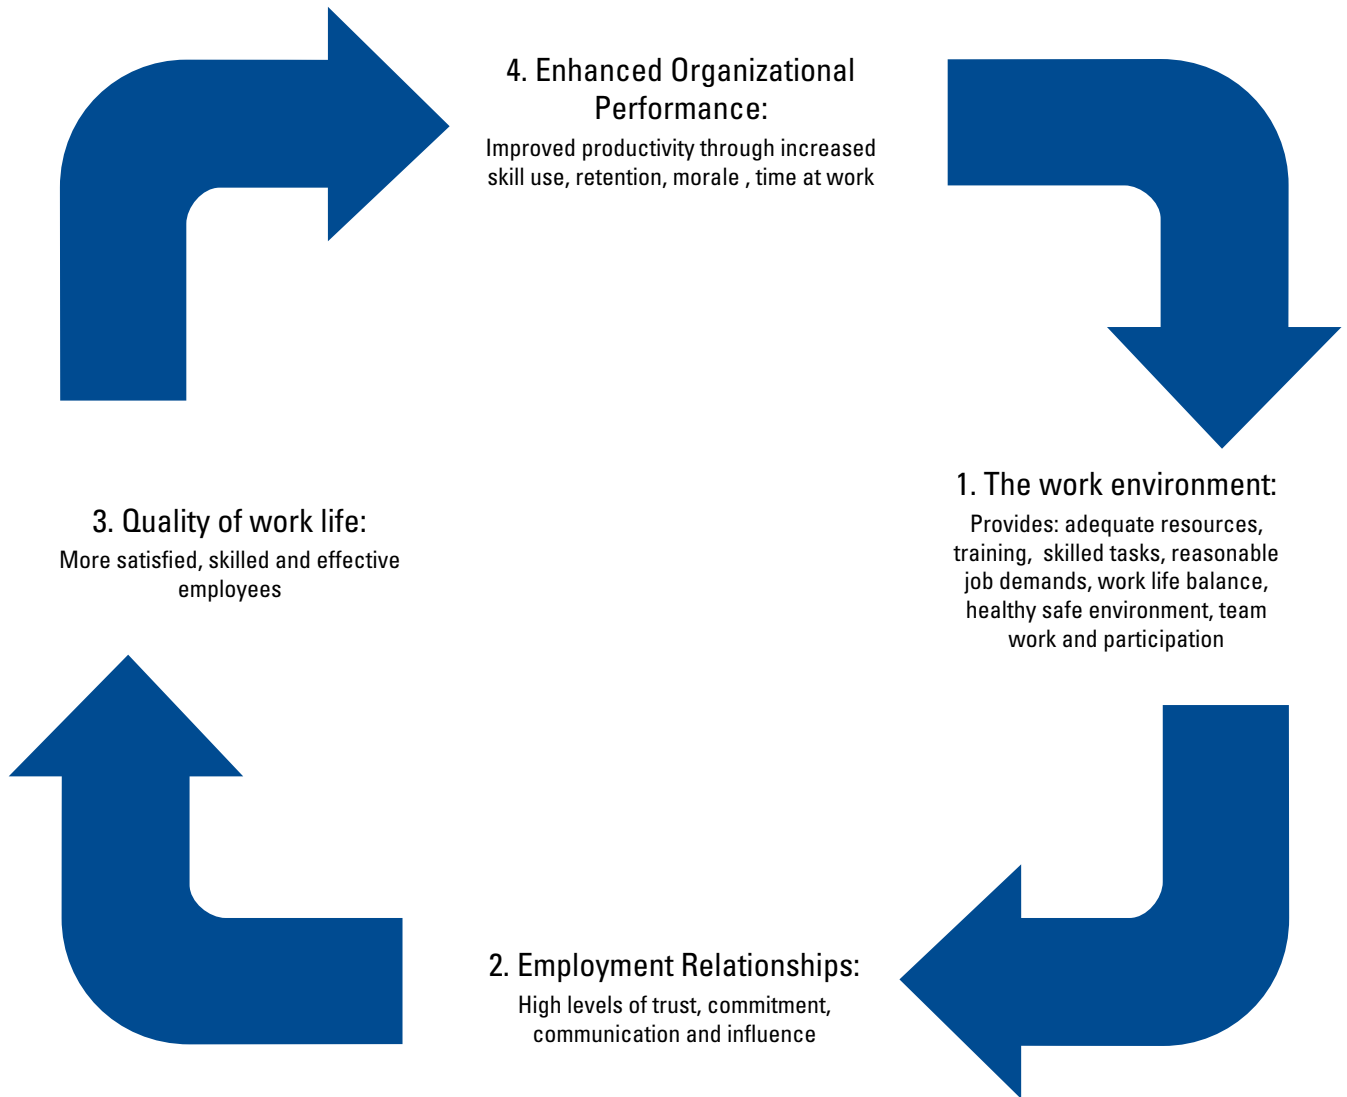 4. Enhanced Organizational
Performance:
Improved productivity through increased
skill use, retention, morale , time at work
1. The work environment:
Provides: adequate resources,
training,  skilled tasks, reasonable
job demands, work life balance,
healthy safe environment, team
work and participation
2. Employment Relationships:
High levels of trust, commitment,
communication and influence
3. Quality of work life:
More satisfied, skilled and effective
employees